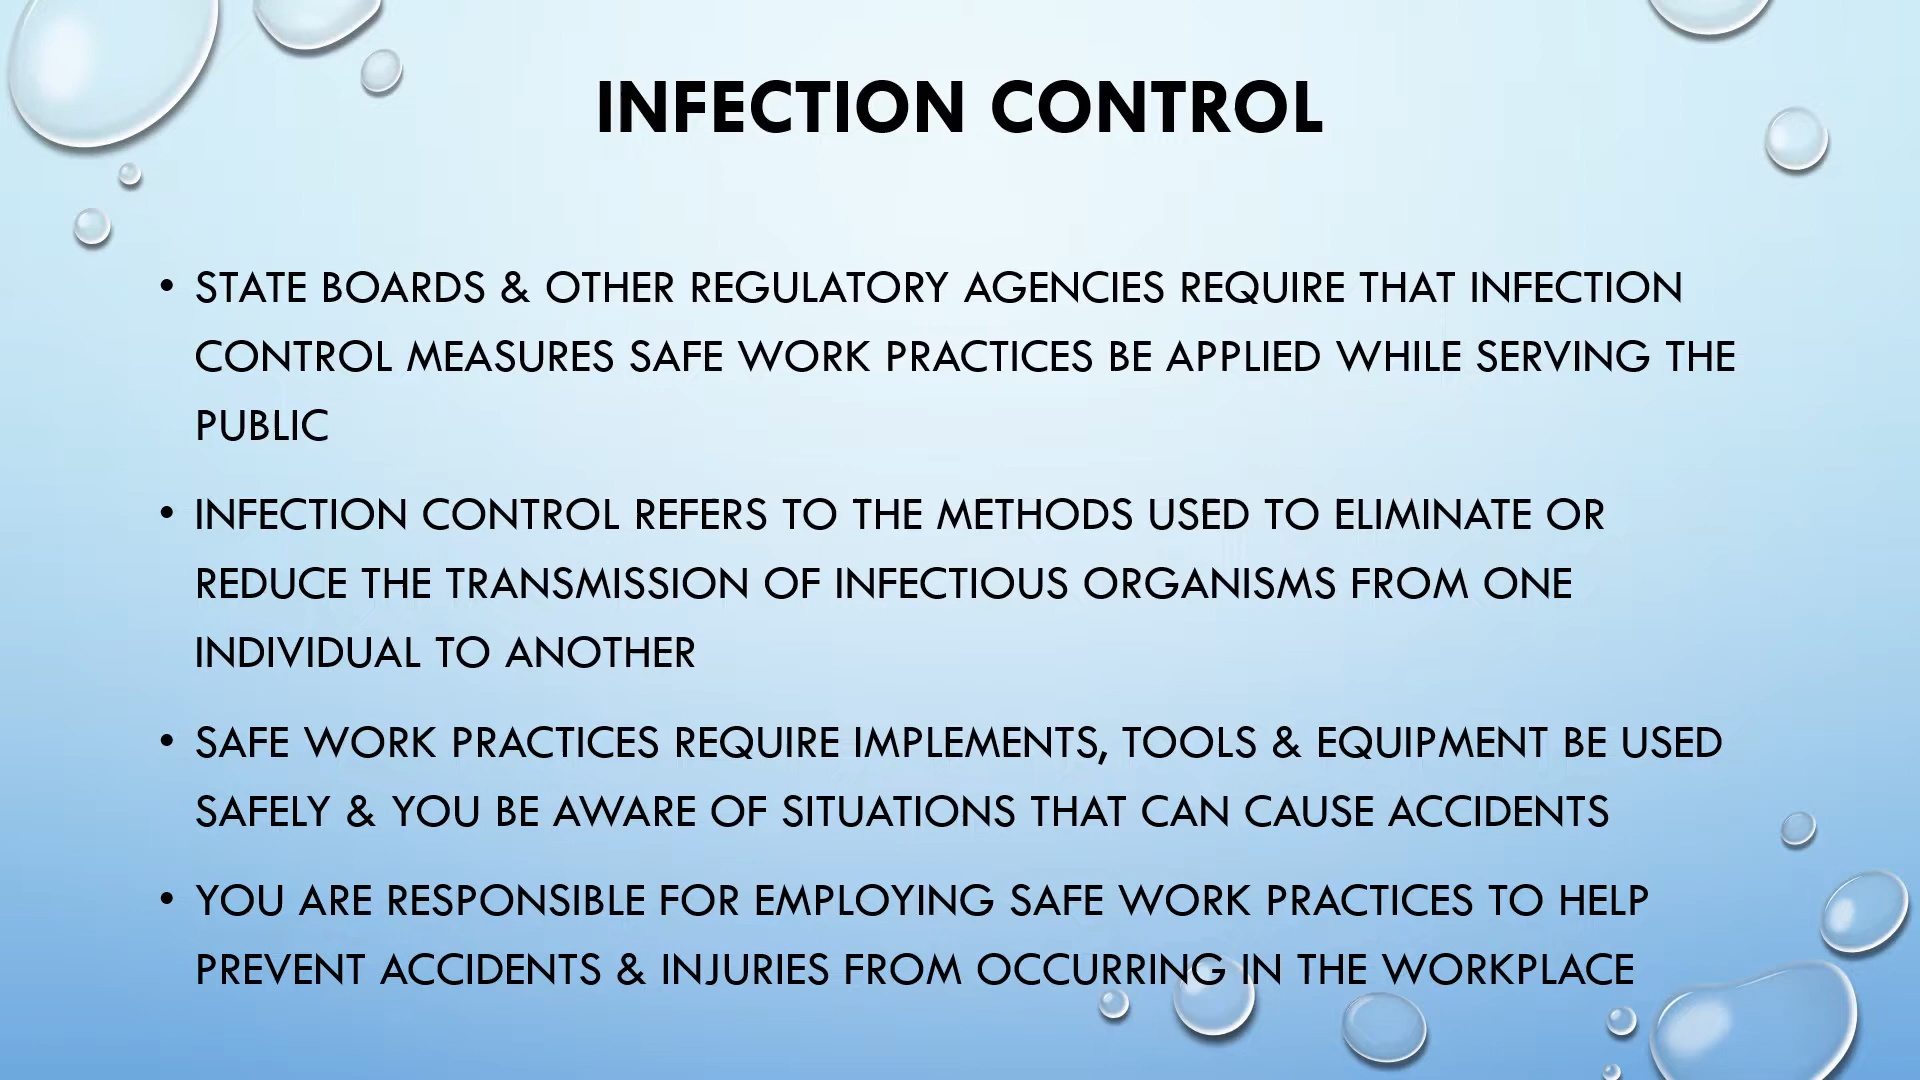 INFECTION CONTROL
• STATE BOARDS & OTHER REGULATORY AGENCIES REQUIRE THAT INFECTION
CONTROL MEASURES SAFE WORK PRACTICES BE APPLIED WHILE SERVING THE
PUBLIC
• INFECTION CONTROL REFERS TO THE METHODS USED TO ELIMINATE OR
REDUCE THE TRANSMISSION OF INFECTIOUS ORGANISMS FROM ONE
INDIVIDUAL TO ANOTHER
• SAFE WORK PRACTICES REQUIRE IMPLEMENTS, TOOLS & EQUIPMENT BE USED
SAFELY & YOU BE AWARE OF SITUATIONS THAT CAN CAUSE ACCIDENTS
• YOU ARE RESPONSIBLE FOR EMPLOYING SAFE WORK PRACTICES TO HELP
PREVENT ACCIDENTS & INJURIES FROM OCCURRING IN THE WORKPLACE